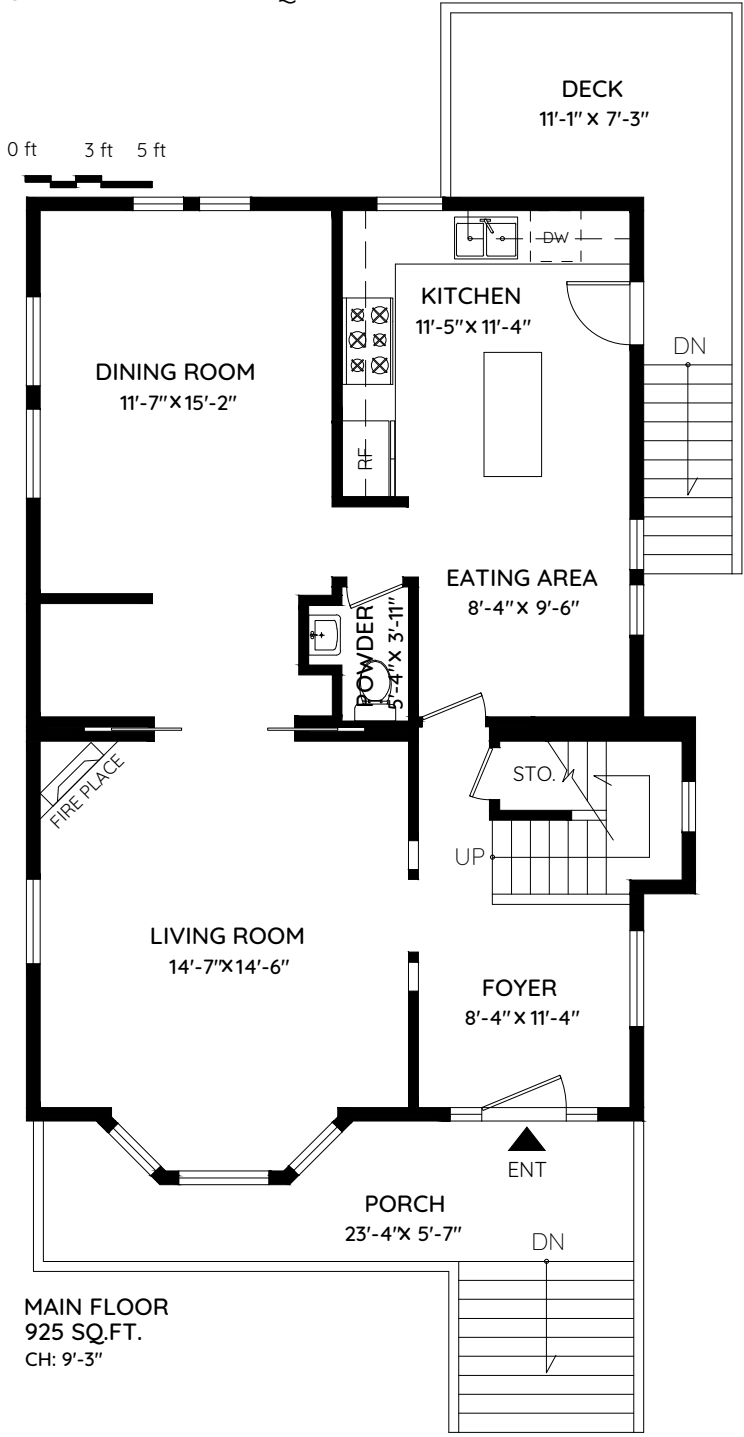 DECK
11'-1" X 7'-3"
0 ft 3 ft 5 ft
DW
KITCHEN
11'-5" X 11'-4"
DN
DINING ROOM
11'-7" X 15'-2"
RF
EATING AREA
8'-4" X 9'-6"
POWDER
5'-4" X 3'-11"
STO.
FIRE PLACE
UP
LIVING ROOM
14'-7" X 14'-6"
FOYER
8'-4" X 11'-4"
ENT
PORCH
23'-4" X 5'-7"
DN
MAIN FLOOR
925 SQ.FT.
CH: 9'-3"